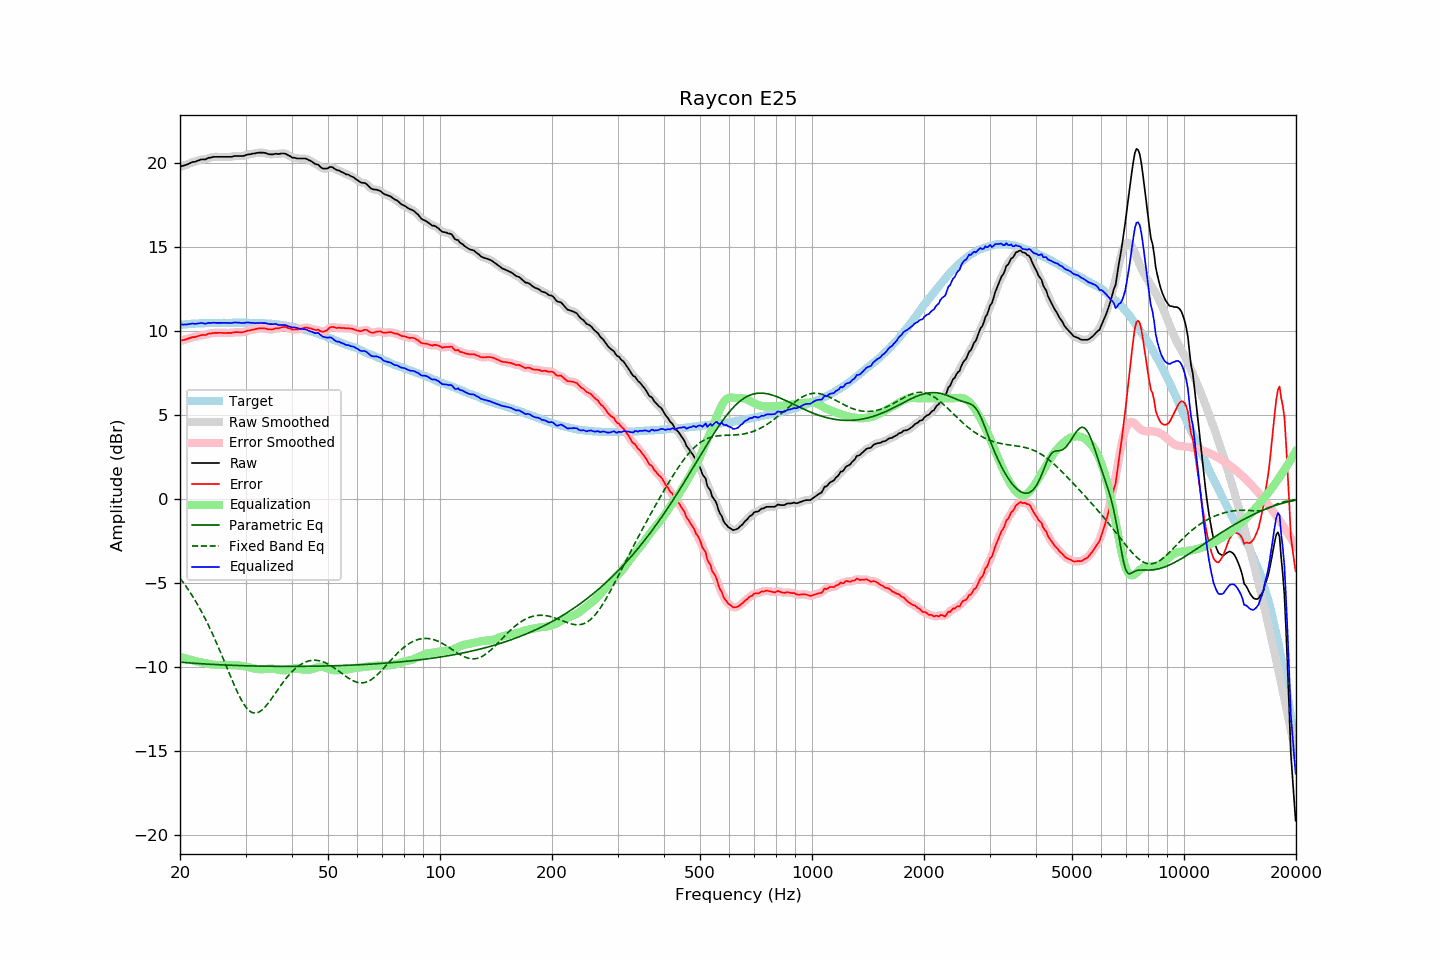 Raycon E25
Amplitude (dBr)
20
15
10
5
0
−5
−10
−15
−20
Target
Raw Smoothed
Error Smoothed
Raw
Error
Equalization
Parametric Eq
Fixed Band Eq
Equalized
20
50
100
200
500
1000
2000
5000
10000
20000
Frequency (Hz)